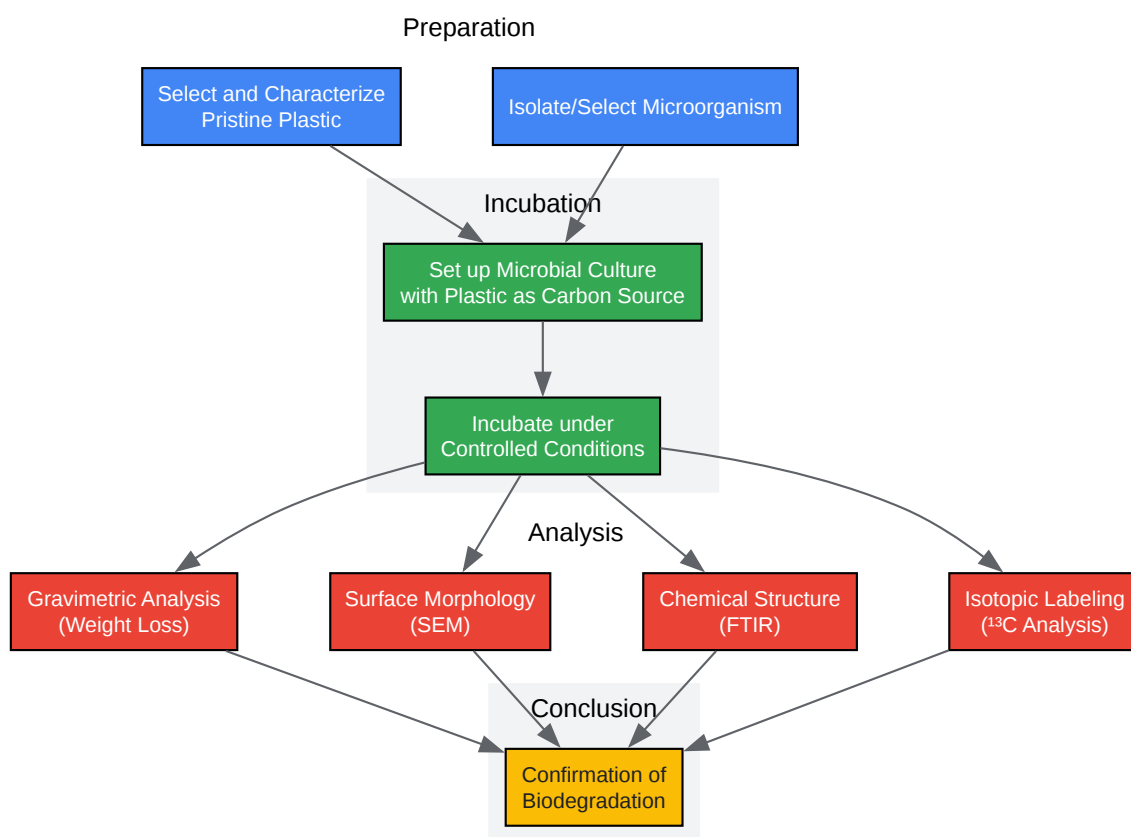 Preparation
Select and Characterize
Pristine Plastic
Isolate/Select Microorganism
Incubation
Set up Microbial Culture
with Plastic as Carbon Source
Incubate under
Controlled Conditions
Analysis
Gravimetric Analysis
(Weight Loss)
Surface Morphology
(SEM)
Chemical Structure
(FTIR)
Isotopic Labeling
(¹³C Analysis)
Conclusion
Confirmation of
Biodegradation